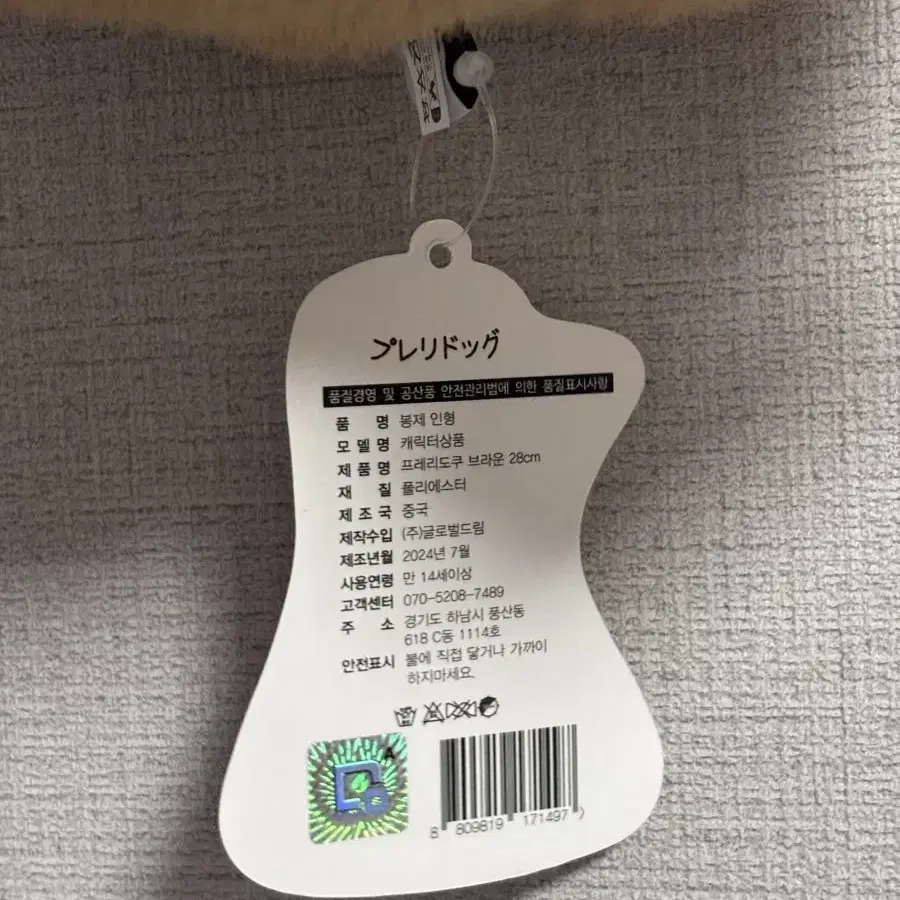 プレリドッグ
품질경영 및 공산품 안전관리법에 의한 품질표시사항
품 명 봉제 인형
모 델 명 캐릭터상품
제 품 명 프레리도쿠 브라운 28cm
재 질 폴리에스터
제 조 국 중국
제작수입 (주)글로벌드림
제조년월 2024년 7월
사용연령 만 14세이상
고객센터 070-5208-7489
주 소 경기도 하남시 풍산동
618 C동 1114호
안전표시 불에 직접 닿거나 가까이
하지마세요.
A
8 809819 171497 >